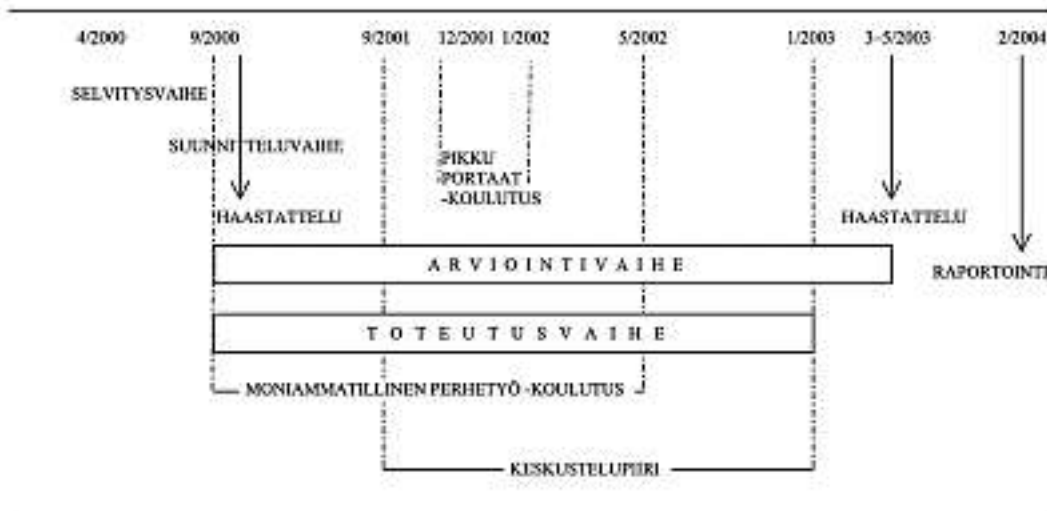 4/2000 9/2000 9/2001 12/2001 1/2002 5/2002 1/2003 3–5/2003 2/2004
SELVITYSVAIHE
SUUNNITTELUVAIHE
PIKKU
PORTAAT
-KOULUTUS
HAASTATTELU HAASTATTELU
ARVIOINTIVAIHE
RAPORTOINTI
TOTEUTUSVAIHE
MONIAMMATILLINEN PERHETYÖ -KOULUTUS
KESKUSTELUPIIRI